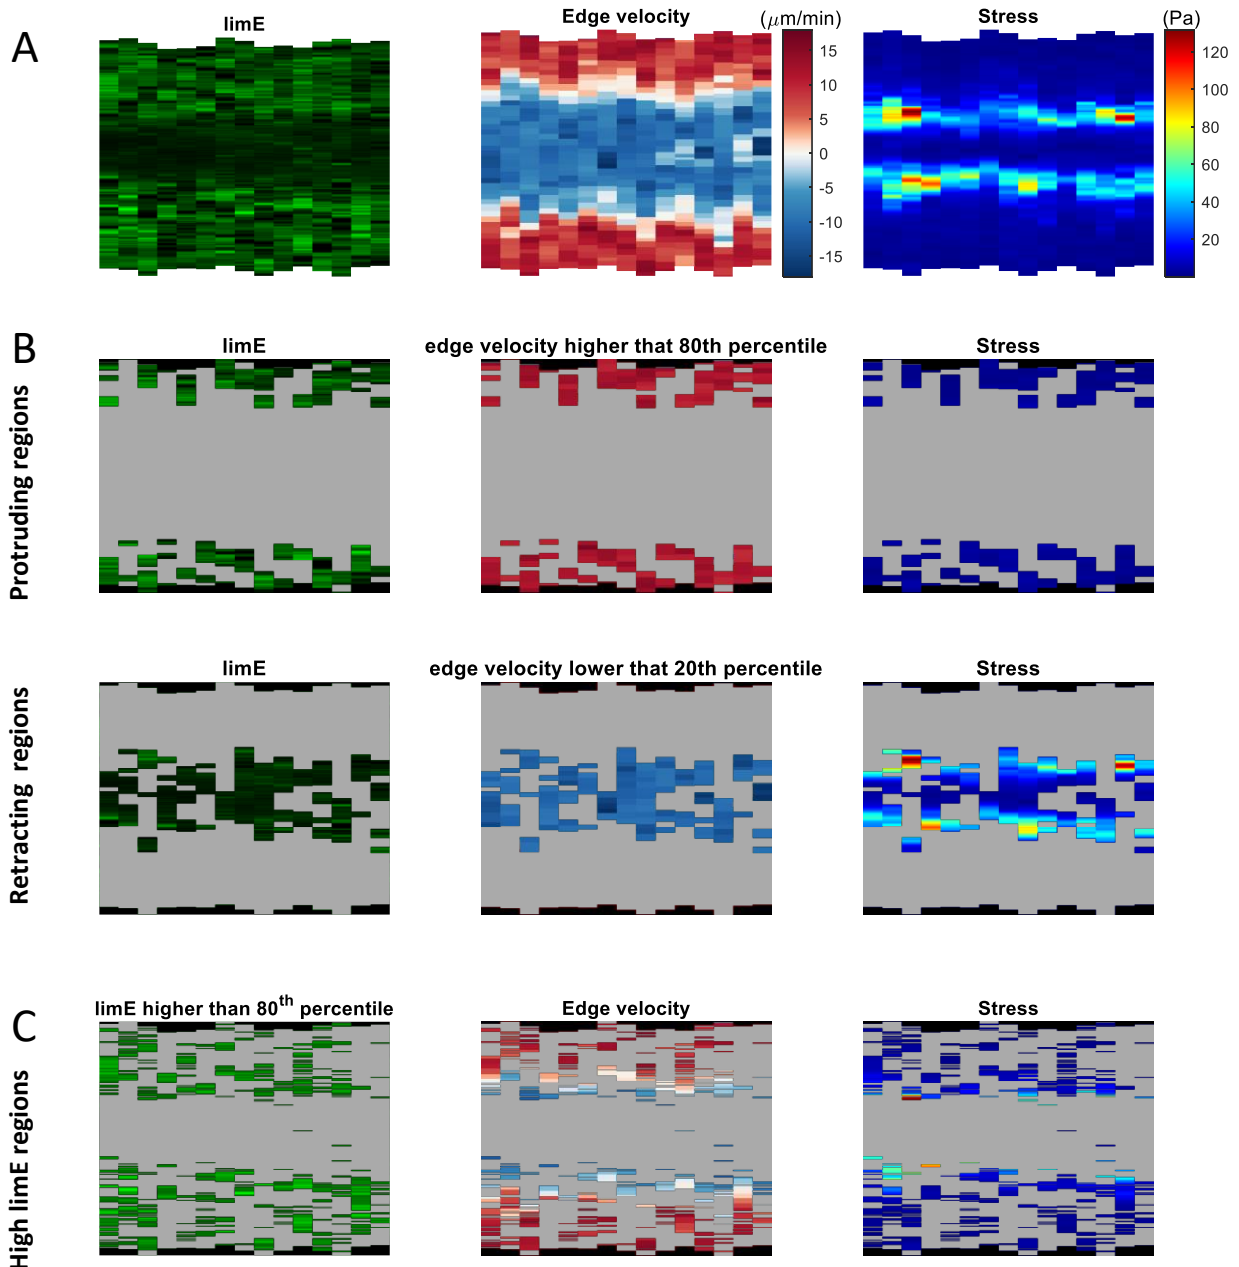 A
limE
Edge velocity
(μm/min)
Stress
(Pa)
15
10
5
0
-5
-10
-15
120
100
80
60
40
20
B
Protruding regions
limE
edge velocity higher that 80th percentile
Stress
Retracting regions
limE
edge velocity lower that 20th percentile
Stress
C
High limE regions
limE higher than 80th percentile
Edge velocity
Stress